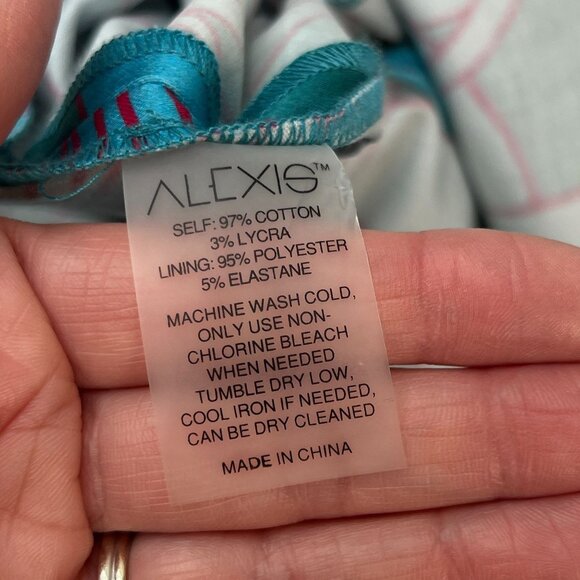 ALEXIS™
SELF: 97% COTTON
3% LYCRA
LINING: 95% POLYESTER
5% ELASTANE
MACHINE WASH COLD,
ONLY USE NON-
CHLORINE BLEACH
WHEN NEEDED
TUMBLE DRY LOW,
COOL IRON IF NEEDED,
CAN BE DRY CLEANED
MADE IN CHINA